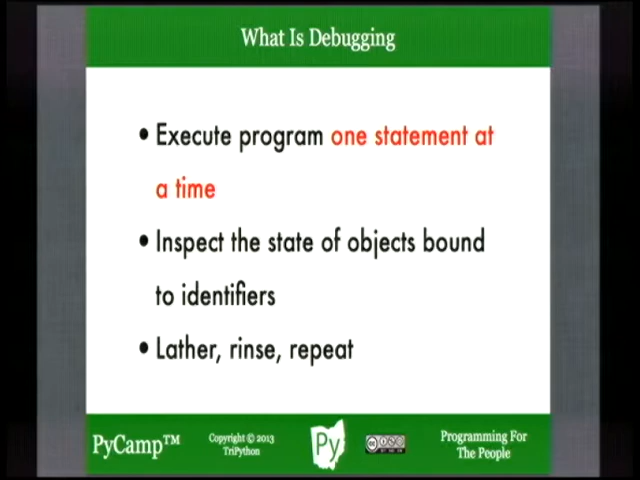 What Is Debugging
• Execute program one statement at
a time
• Inspect the state of objects bound
to identifiers
• Lather, rinse, repeat
PyCamp™
Copyright © 2013
TriPython
Py
Programming For
The People